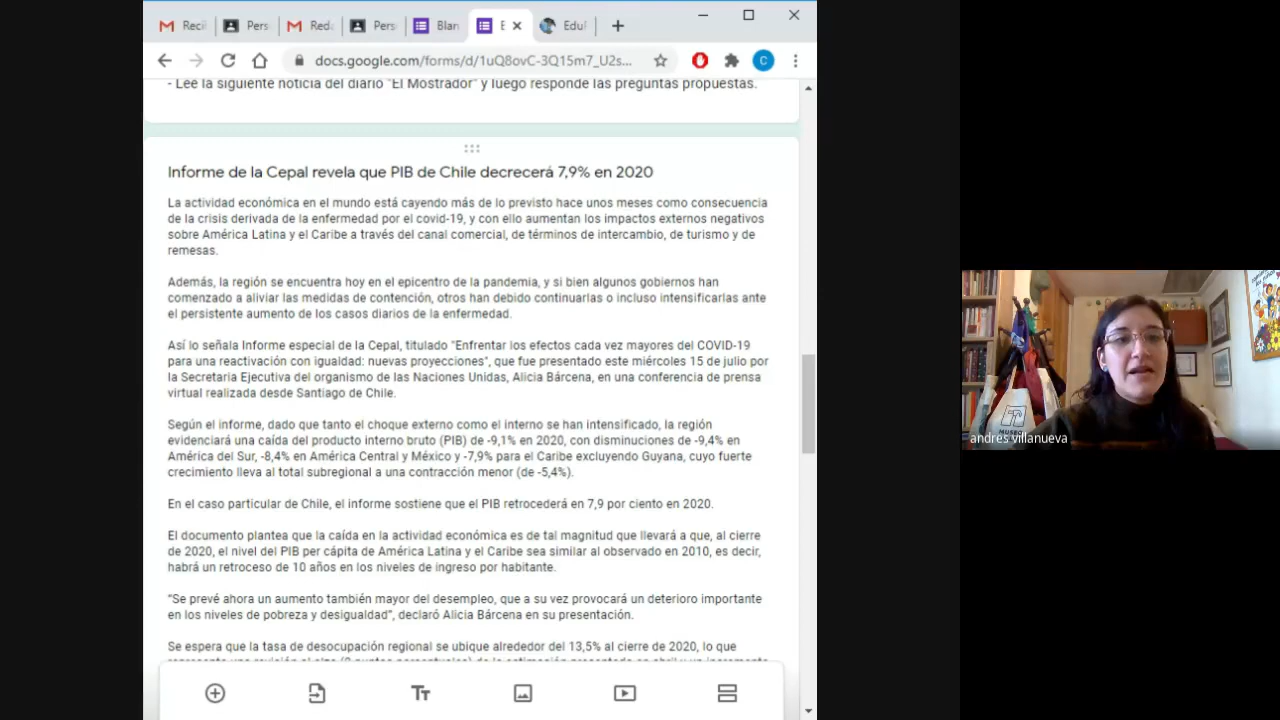 Reci
Pers
Reda
Pers
Blan
E
Edul
docs.google.com/forms/d/1uQ8ovC-3Q15m7_U2s...
C
- Lee la siguiente noticia del diario "El Mostrador" y luego responde las preguntas propuestas.
Informe de la Cepal revela que PIB de Chile decrecerá 7,9% en 2020
La actividad económica en el mundo está cayendo más de lo previsto hace unos meses como consecuencia
de la crisis derivada de la enfermedad por el covid-19, y con ello aumentan los impactos externos negativos
sobre América Latina y el Caribe a través del canal comercial, de términos de intercambio, de turismo y de
remesas.
Además, la región se encuentra hoy en el epicentro de la pandemia, y si bien algunos gobiernos han
comenzado a aliviar las medidas de contención, otros han debido continuarlas o incluso intensificarlas ante
el persistente aumento de los casos diarios de la enfermedad.
Así lo señala Informe especial de la Cepal, titulado "Enfrentar los efectos cada vez mayores del COVID-19
para una reactivación con igualdad: nuevas proyecciones", que fue presentado este miércoles 15 de julio por
la Secretaria Ejecutiva del organismo de las Naciones Unidas, Alicia Bárcena, en una conferencia de prensa
virtual realizada desde Santiago de Chile.
Según el informe, dado que tanto el choque externo como el interno se han intensificado, la región
evidenciará una caída del producto interno bruto (PIB) de -9,1% en 2020, con disminuciones de -9,4% en
América del Sur, -8,4% en América Central y México y -7,9% para el Caribe excluyendo Guyana, cuyo fuerte
crecimiento lleva al total subregional a una contracción menor (de -5,4%).
En el caso particular de Chile, el informe sostiene que el PIB retrocederá en 7,9 por ciento en 2020.
El documento plantea que la caída en la actividad económica es de tal magnitud que llevará a que, al cierre
de 2020, el nivel del PIB per cápita de América Latina y el Caribe sea similar al observado en 2010, es decir,
habrá un retroceso de 10 años en los niveles de ingreso por habitante.
"Se prevé ahora un aumento también mayor del desempleo, que a su vez provocará un deterioro importante
en los niveles de pobreza y desigualdad", declaró Alicia Bárcena en su presentación.
Se espera que la tasa de desocupación regional se ubique alrededor del 13,5% al cierre de 2020, lo que
Tт
MUSEO
andres villanueva